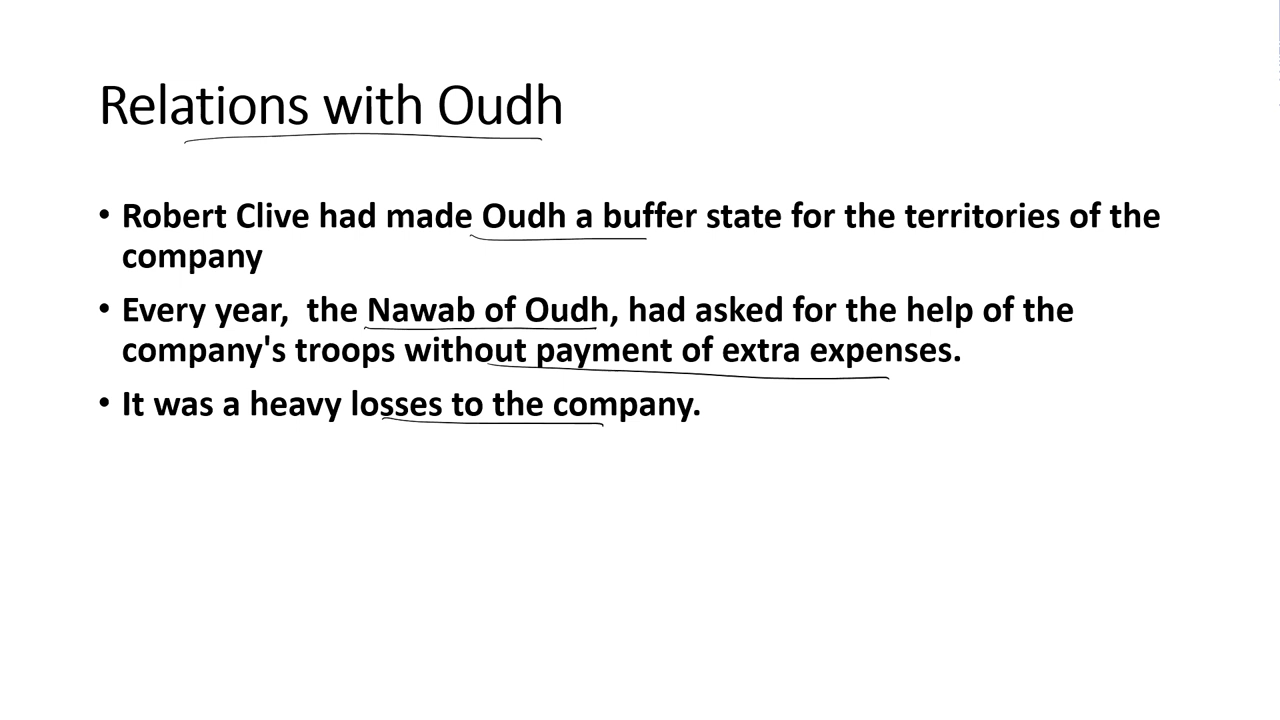 Relations with Oudh
• Robert Clive had made Oudh a buffer state for the territories of the
company
• Every year,  the Nawab of Oudh, had asked for the help of the
company's troops without payment of extra expenses.
• It was a heavy losses to the company.